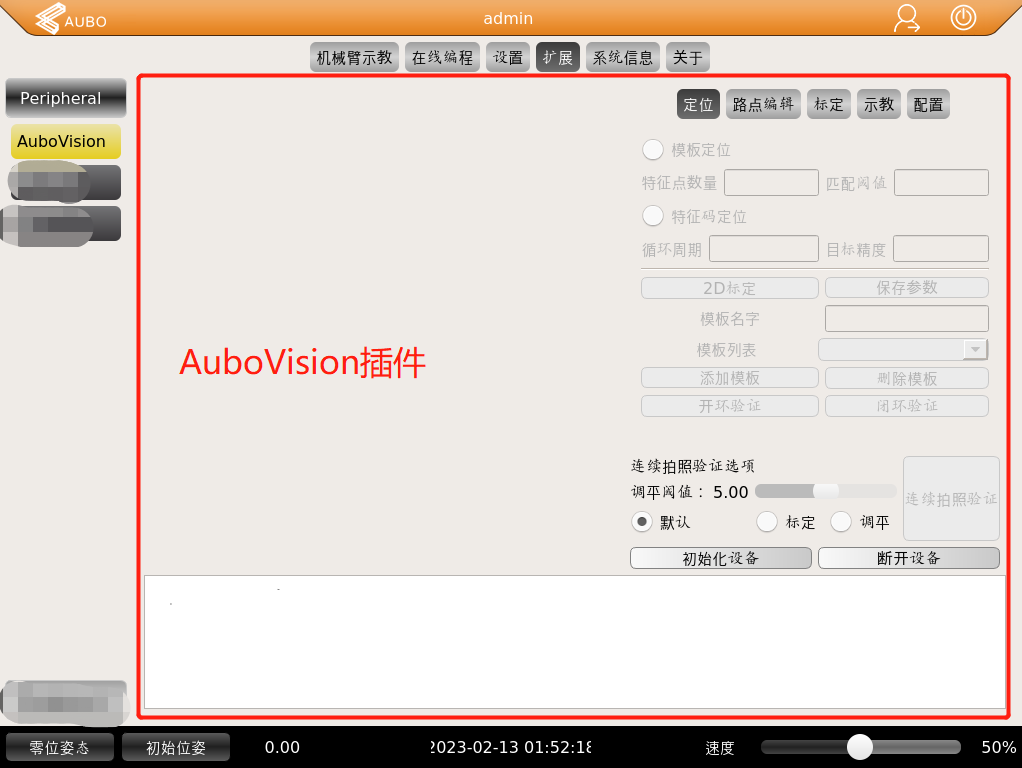 AUBO
admin
机械臂示教 在线编程 设置 扩展 系统信息 关于
Peripheral
AuboVision
定位 路点编辑 标定 示教 配置
模板定位
特征点数量 匹配阈值
特征码定位
循环周期 目标精度
2D标定 保存参数
模板名字
模板列表
添加模板 删除模板
开环验证 闭环验证
AuboVision插件
连续拍照验证选项
调平阈值： 5.00
连续拍照验证
默认 标定 调平
初始化设备 断开设备
零位姿态 初始位姿 0.00 2023-02-13 01:52:18 速度 50%